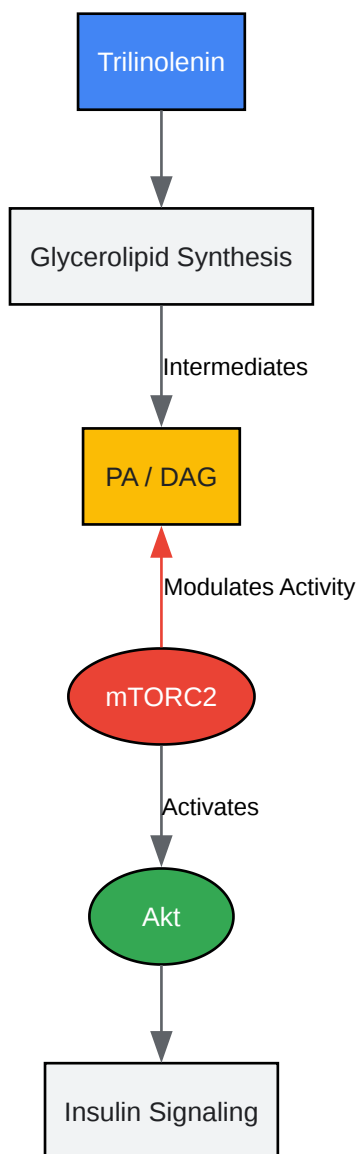 Trilinolenin
Glycerolipid Synthesis
Intermediates
PA / DAG
Modulates Activity
mTORC2
Activates
Akt
Insulin Signaling